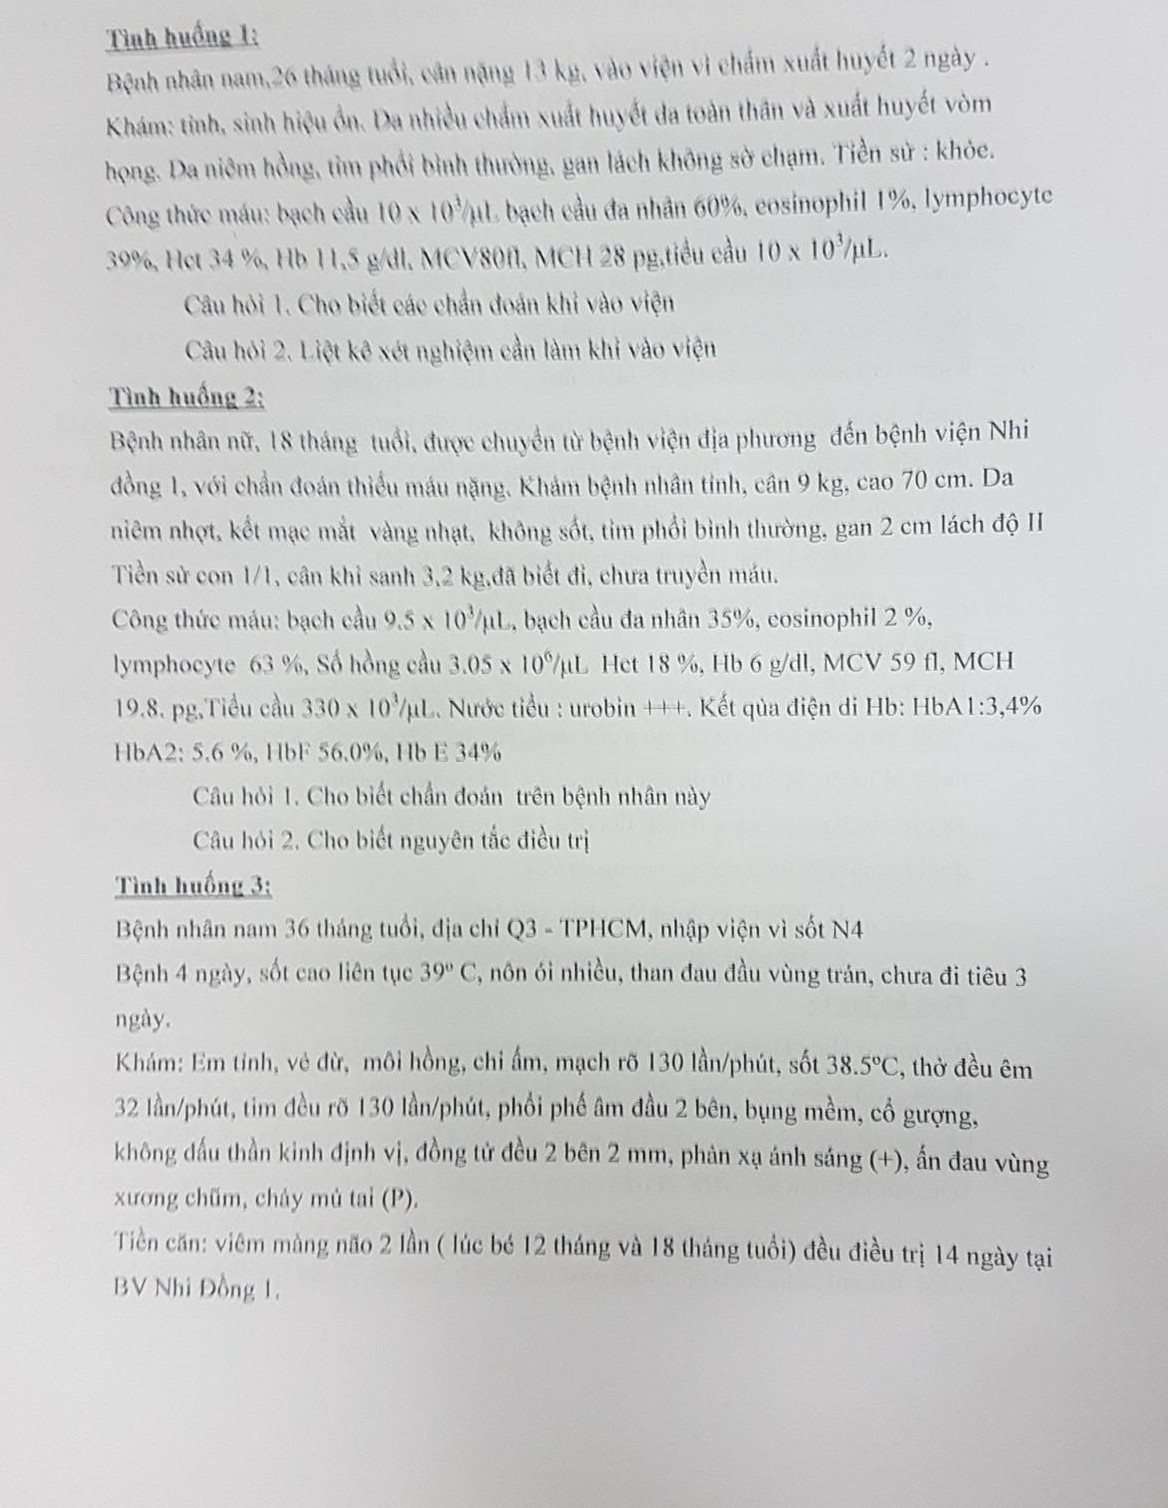 Tình huống 1:
Bệnh nhân nam,26 tháng tuổi, cân nặng 13 kg, vào viện vì chấm xuất huyết 2 ngày .
Khám: tỉnh, sinh hiệu ổn. Da nhiều chấm xuất huyết da toàn thân và xuất huyết vòm
họng. Da niêm hồng, tim phổi bình thường, gan lách không sờ chạm. Tiền sử : khỏe.
Công thức máu: bạch cầu 10 x 10³/µL bạch cầu đa nhân 60%, eosinophil 1%, lymphocyte
39%, Hct 34 %, Hb 11,5 g/dl, MCV80fl, MCH 28 pg,tiểu cầu 10 x 10³/µL.
Câu hỏi 1. Cho biết các chẩn đoán khi vào viện
Câu hỏi 2. Liệt kê xét nghiệm cần làm khi vào viện
Tình huống 2:
Bệnh nhân nữ, 18 tháng tuổi, được chuyển từ bệnh viện địa phương đến bệnh viện Nhi
đồng 1, với chẩn đoán thiếu máu nặng. Khám bệnh nhân tỉnh, cân 9 kg, cao 70 cm. Da
niêm nhợt, kết mạc mắt vàng nhạt, không sốt, tim phổi bình thường, gan 2 cm lách độ II
Tiền sử con 1/1, cân khi sanh 3,2 kg,đã biết đi, chưa truyền máu.
Công thức máu: bạch cầu 9.5 x 10³/µL, bạch cầu đa nhân 35%, eosinophil 2 %,
lymphocyte 63 %, Số hồng cầu 3.05 x 10⁶/µL Hct 18 %, Hb 6 g/dl, MCV 59 fl, MCH
19.8. pg,Tiểu cầu 330 x 10³/µL. Nước tiểu : urobin +++. Kết qủa điện di Hb: HbA1:3,4%
HbA2: 5.6 %, HbF 56.0%, Hb E 34%
Câu hỏi 1. Cho biết chẩn đoán trên bệnh nhân này
Câu hỏi 2. Cho biết nguyên tắc điều trị
Tình huống 3:
Bệnh nhân nam 36 tháng tuổi, địa chỉ Q3 - TPHCM, nhập viện vì sốt N4
Bệnh 4 ngày, sốt cao liên tục 39º C, nôn ói nhiều, than đau đầu vùng trán, chưa đi tiêu 3
ngày.
Khám: Em tỉnh, vẻ đừ, môi hồng, chi ấm, mạch rõ 130 lần/phút, sốt 38.5ºC, thở đều êm
32 lần/phút, tim đều rõ 130 lần/phút, phổi phế âm đầu 2 bên, bụng mềm, cổ gượng,
không dấu thần kinh định vị, đồng tử đều 2 bên 2 mm, phản xạ ánh sáng (+), ấn đau vùng
xương chũm, chảy mủ tai (P).
Tiền căn: viêm màng não 2 lần ( lúc bé 12 tháng và 18 tháng tuổi) đều điều trị 14 ngày tại
BV Nhi Đồng 1.